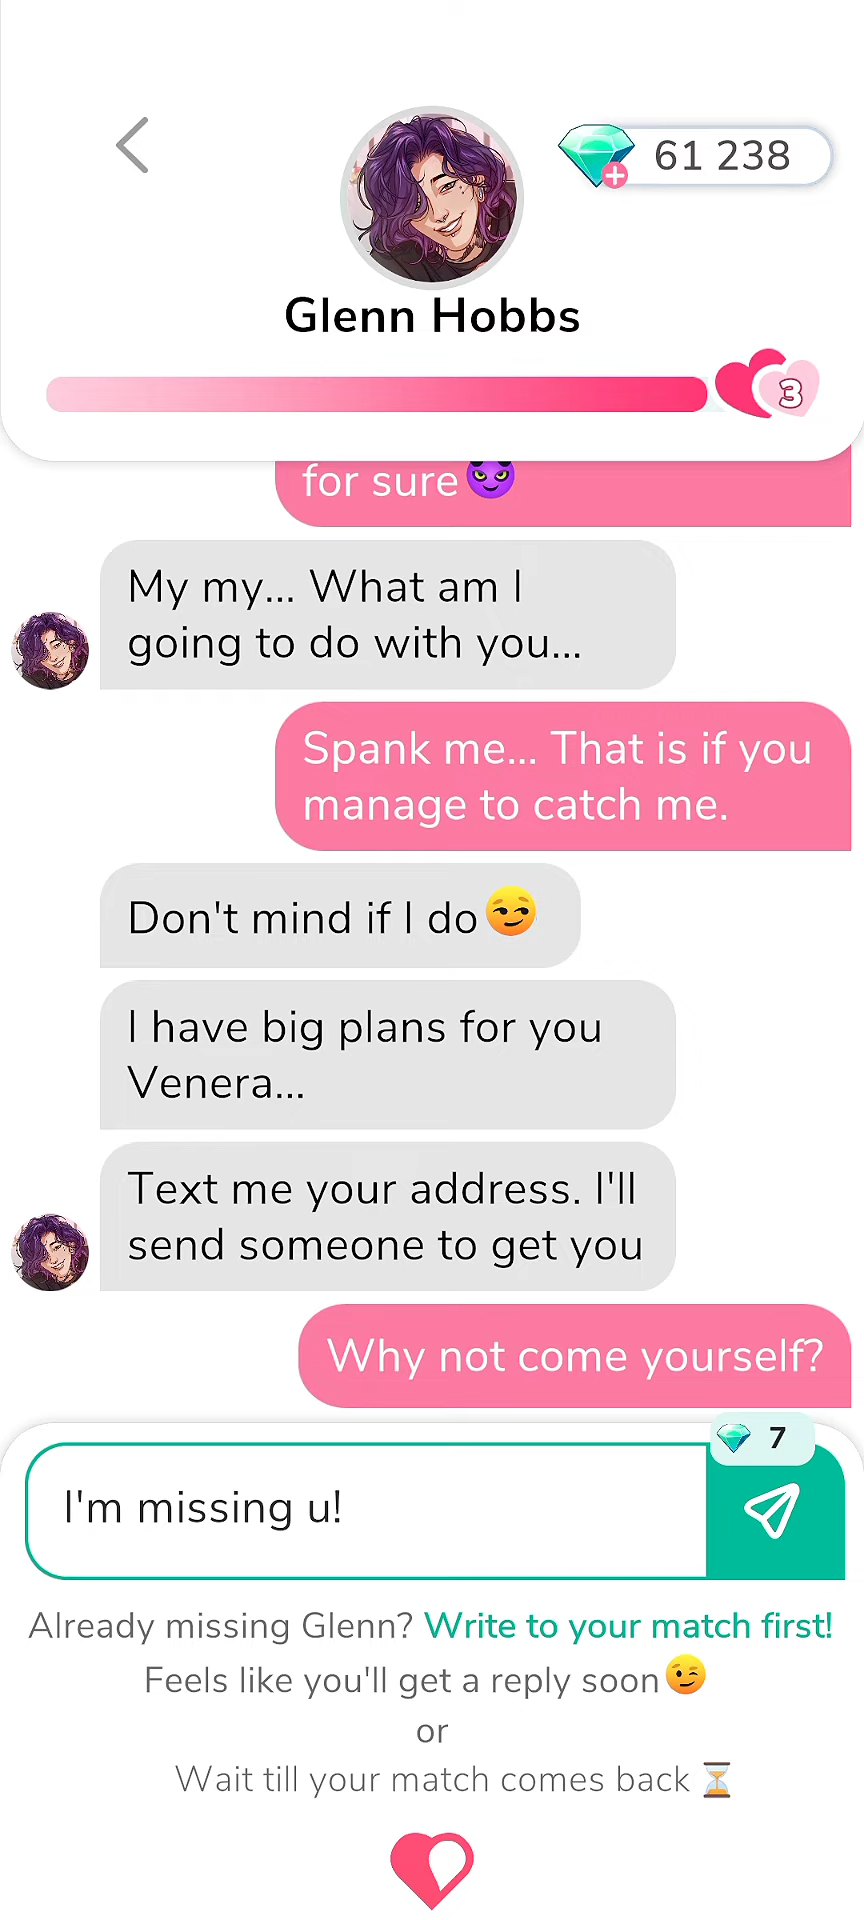 61 238
Glenn Hobbs
3
for sure😈
My my... What am I
going to do with you...
Spank me... That is if you
manage to catch me.
Don't mind if I do😏
I have big plans for you
Venera...
Text me your address. I'll
send someone to get you
Why not come yourself?
7
I'm missing u!
Already missing Glenn? Write to your match first!
Feels like you'll get a reply soon😉
or
Wait till your match comes back⏳